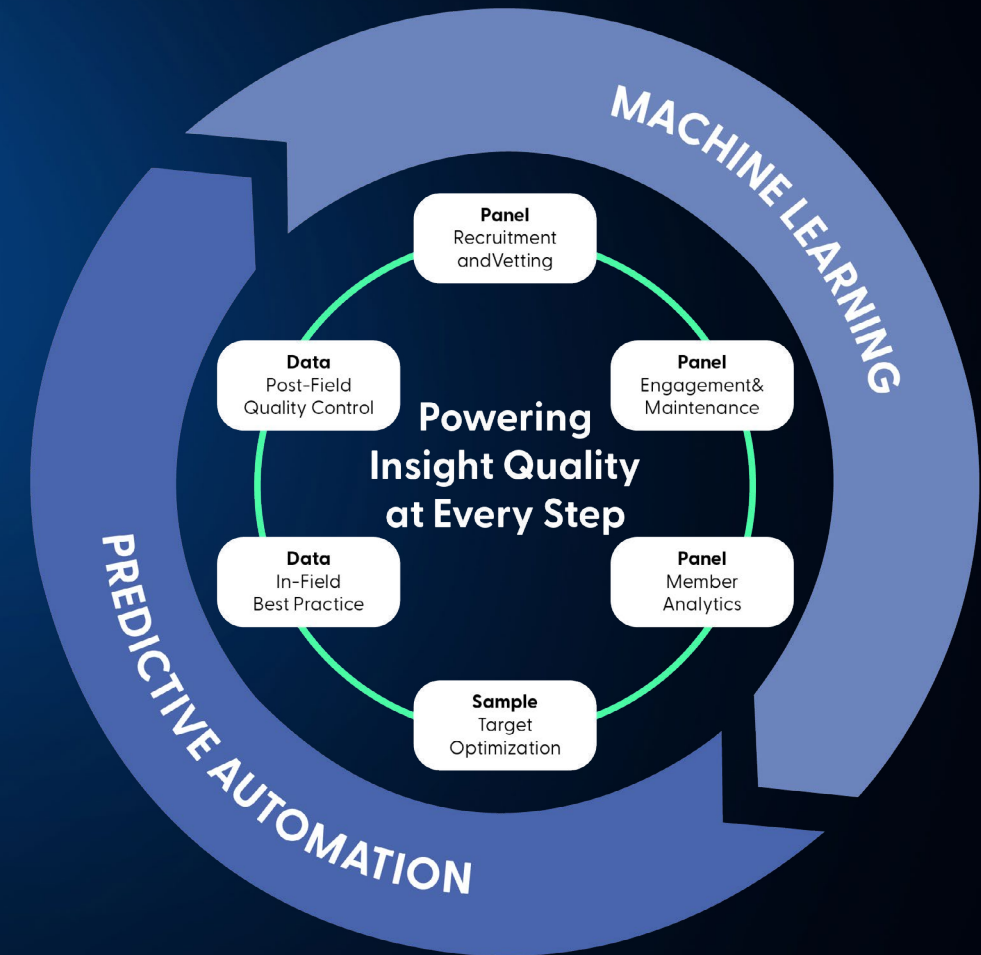 MACHINE LEARNING
Panel
Recruitment
andVetting
Data
Post-Field
Quality Control
Panel
Engagement&
Maintenance
Powering
Insight Quality
at Every Step
Data
In-Field
Best Practice
Panel
Member
Analytics
Sample
Target
Optimization
PREDICTIVE AUTOMATION